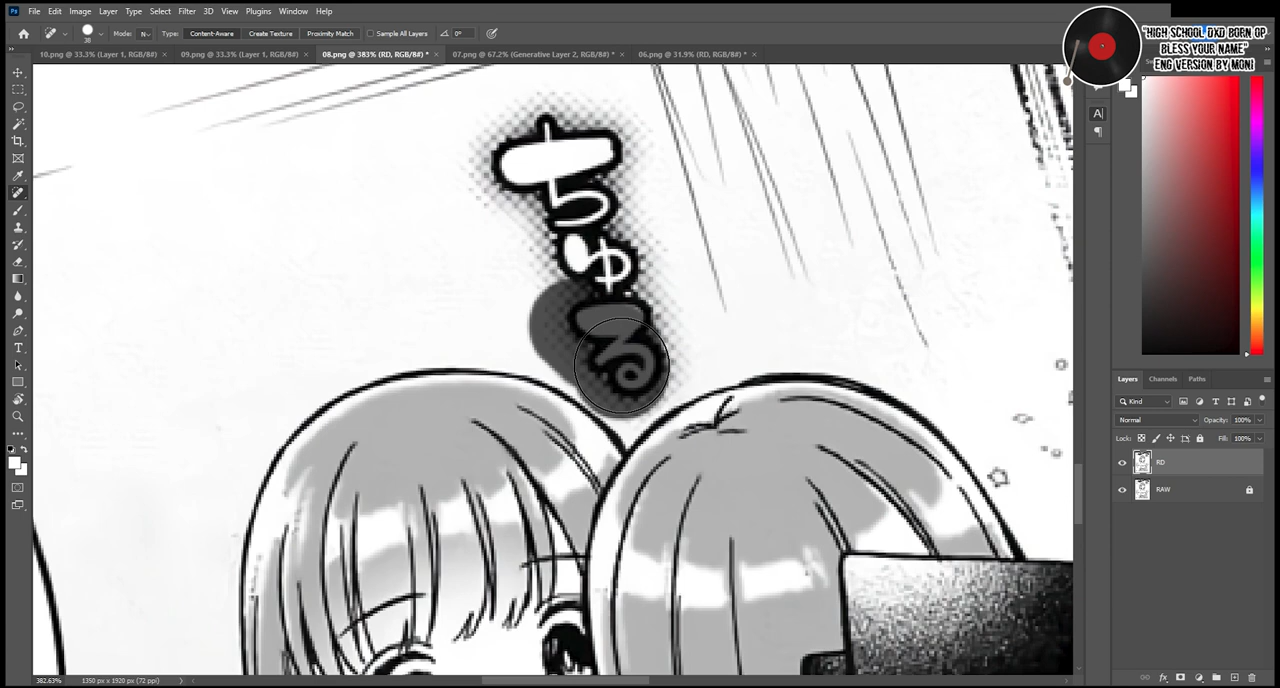 Ps File Edit Image Layer Type Select Filter 3D View Plugins Window Help
38 Mode: N Type: Content-Aware Create Texture Proximity Match Sample All Layers 0°
10.png @ 33.3% (Layer 1, RGB/8*) × 09.png @ 33.3% (Layer 1, RGB/8*) × 08.png @ 383% (RD, RGB/8*) * × 07.png @ 67.2% (Generative Layer 2, RGB/8*) * × 06.png @ 31.9% (RD, RGB/8*) * ×
"HIGH SCHOOL DXD BORN OP
BLESS YOUR NAME"
ENG VERSION BY MONI
ちゅる
Layers Channels Paths
Kind
Normal Opacity: 100%
Lock: Fill: 100%
RD
RAW
382.63% 1350 px x 1920 px (72 ppi)